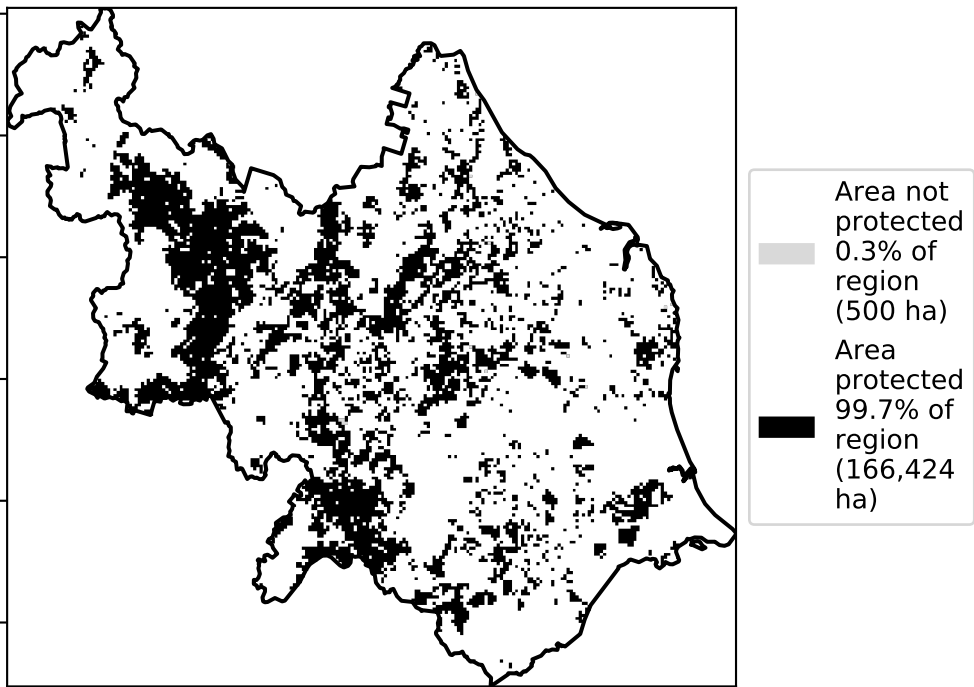 Area not
protected
0.3% of
region
(500 ha)
Area
protected
99.7% of
region
(166,424
ha)